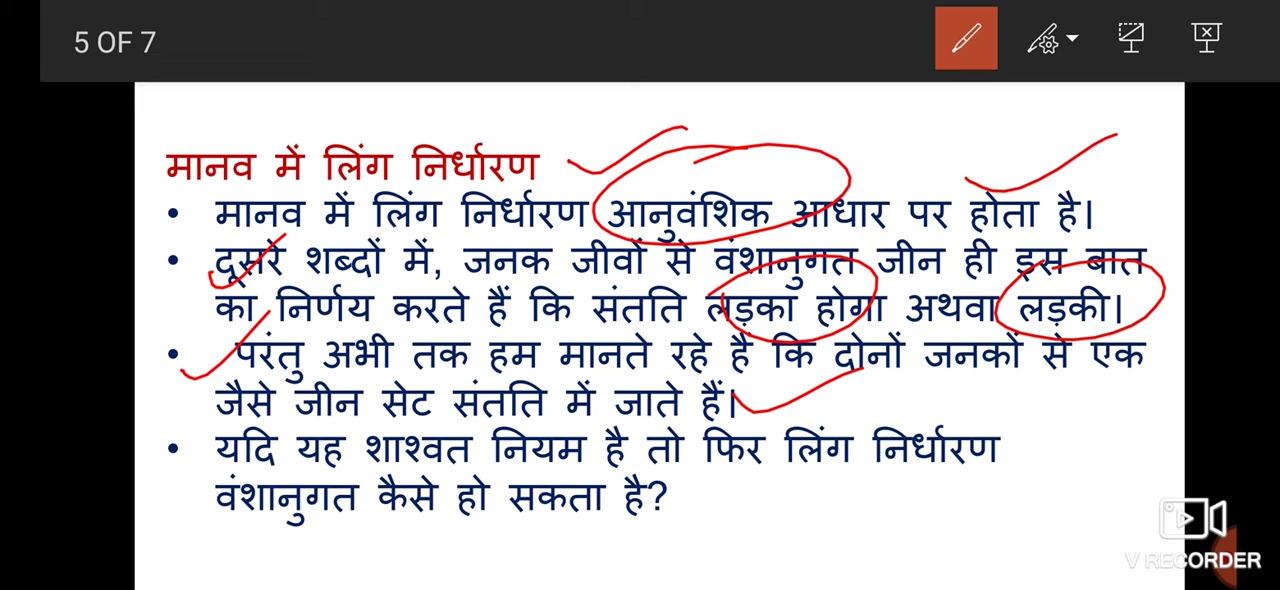 5 OF 7
मानव में लिंग निर्धारण
• मानव में लिंग निर्धारण आनुवंशिक आधार पर होता है।
• दूसरे शब्दों में, जनक जीवों से वंशानुगत जीन ही इस बात
का निर्णय करते हैं कि संतति लड़का होगा अथवा लड़की।
• परंतु अभी तक हम मानते रहे हैं कि दोनों जनकों से एक
जैसे जीन सेट संतति में जाते हैं।
• यदि यह शाश्वत नियम है तो फिर लिंग निर्धारण
वंशानुगत कैसे हो सकता है?
V RECORDER